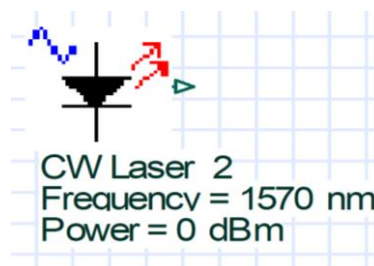 CW Laser 2
Frequency = 1570 nm
Power = 0 dBm